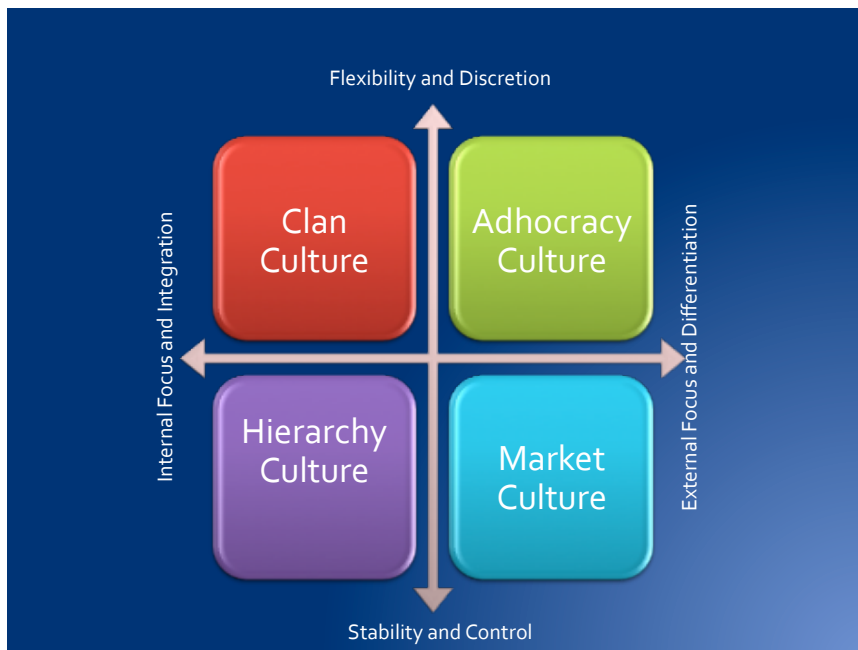 Flexibility and Discretion
Clan
Culture
Adhocracy
Culture
Internal Focus and Integration
External Focus and Differentiation
Hierarchy
Culture
Market
Culture
Stability and Control